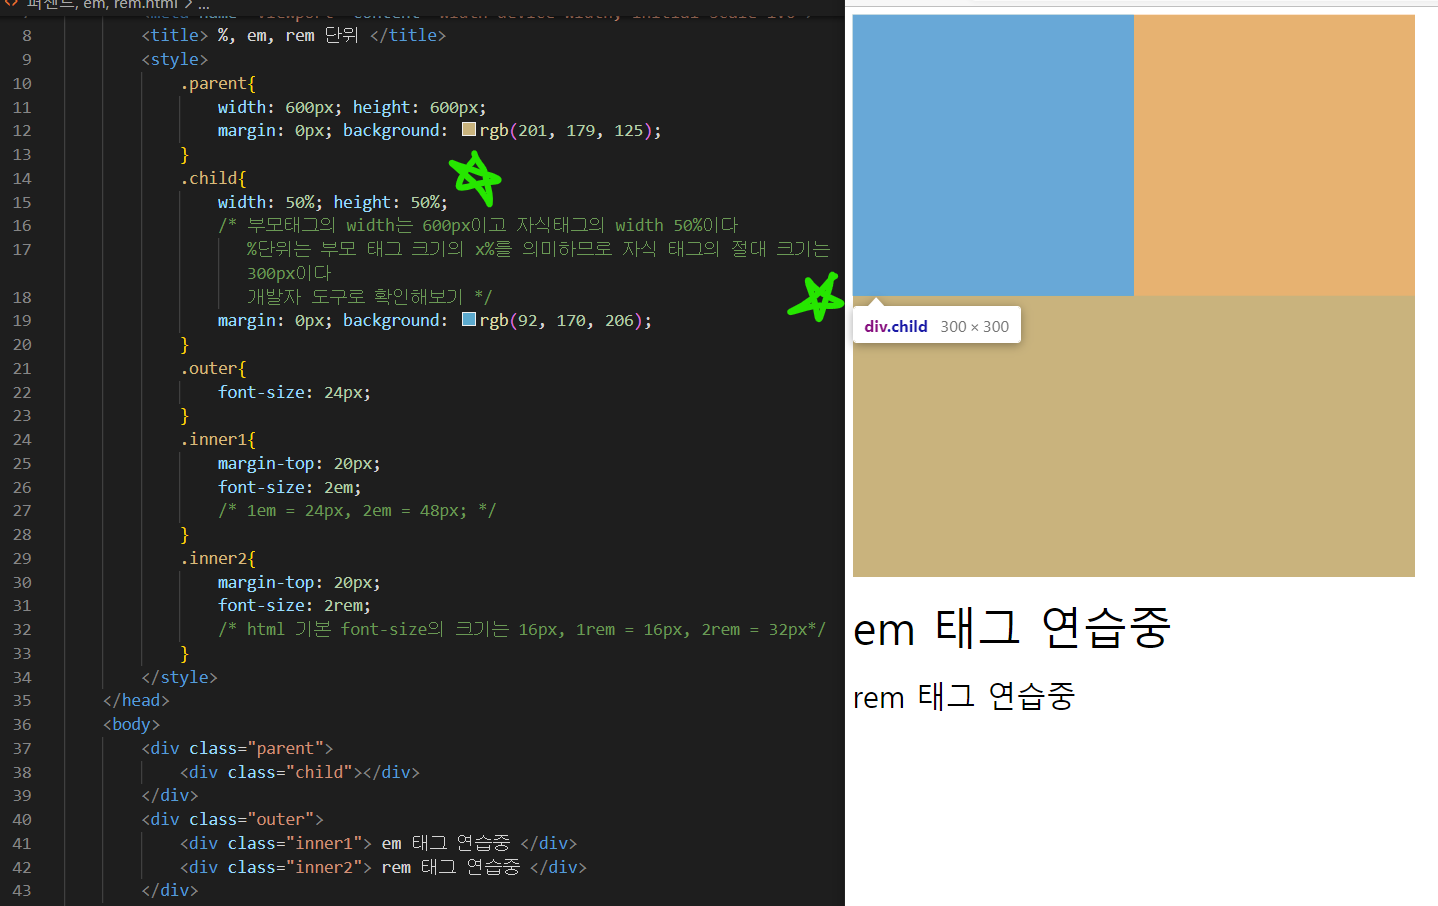 퍼센트, em, rem.html > ...
8 <title> %, em, rem 단위 </title>
9 <style>
10 .parent{
11 width: 600px; height: 600px;
12 margin: 0px; background: rgb(201, 179, 125);
13 }
14 .child{
15 width: 50%; height: 50%;
16 /* 부모태그의 width는 600px이고 자식태그의 width 50%이다
17 %단위는 부모 태그 크기의 x%를 의미하므로 자식 태그의 절대 크기는
300px이다
18 개발자 도구로 확인해보기 */
19 margin: 0px; background: rgb(92, 170, 206);
20 }
21 .outer{
22 font-size: 24px;
23 }
24 .inner1{
25 margin-top: 20px;
26 font-size: 2em;
27 /* 1em = 24px, 2em = 48px; */
28 }
29 .inner2{
30 margin-top: 20px;
31 font-size: 2rem;
32 /* html 기본 font-size의 크기는 16px, 1rem = 16px, 2rem = 32px*/
33 }
34 </style>
35 </head>
36 <body>
37 <div class="parent">
38 <div class="child"></div>
39 </div>
40 <div class="outer">
41 <div class="inner1"> em 태그 연습중 </div>
42 <div class="inner2"> rem 태그 연습중 </div>
43 </div>
div.child 300 × 300
em 태그 연습중
rem 태그 연습중